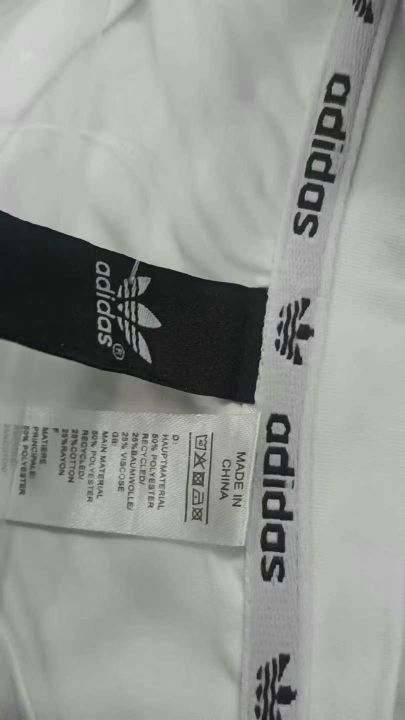 adidas
adidas
adidas®
MADE IN
CHINA
D:
HAUPTMATERIAL
50% POLYESTER
RECYCLED/
25%BAUMWOLLE/
25% VISCOSE
GB:
MAIN MATERIAL
50% POLYESTER
RECYCLED/
25%COTTON
25%RAYON
F
MATIERE
PRINCIPALE:
50% POLYESTER